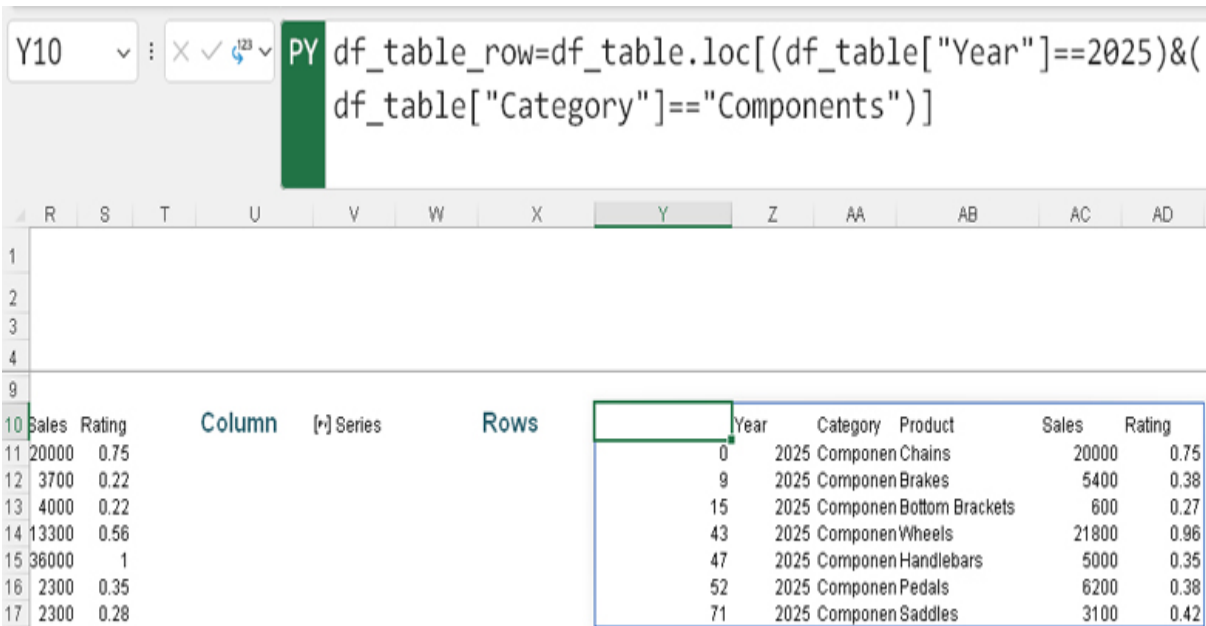 Y10 123 PY df_table_row=df_table.loc[(df_table["Year"]==2025)&(
df_table["Category"]=="Components")]
R S T U V W X Y Z AA AB AC AD
1
2
3
4
9
10 Sales Rating Column [PY] Series Rows Year Category Product Sales Rating
11 20000 0.75 0 2025 Componen Chains 20000 0.75
12 3700 0.22 9 2025 Componen Brakes 5400 0.38
13 4000 0.22 15 2025 Componen Bottom Brackets 600 0.27
14 13300 0.56 43 2025 Componen Wheels 21800 0.96
15 36000 1 47 2025 Componen Handlebars 5000 0.35
16 2300 0.35 52 2025 Componen Pedals 6200 0.38
17 2300 0.28 71 2025 Componen Saddles 3100 0.42